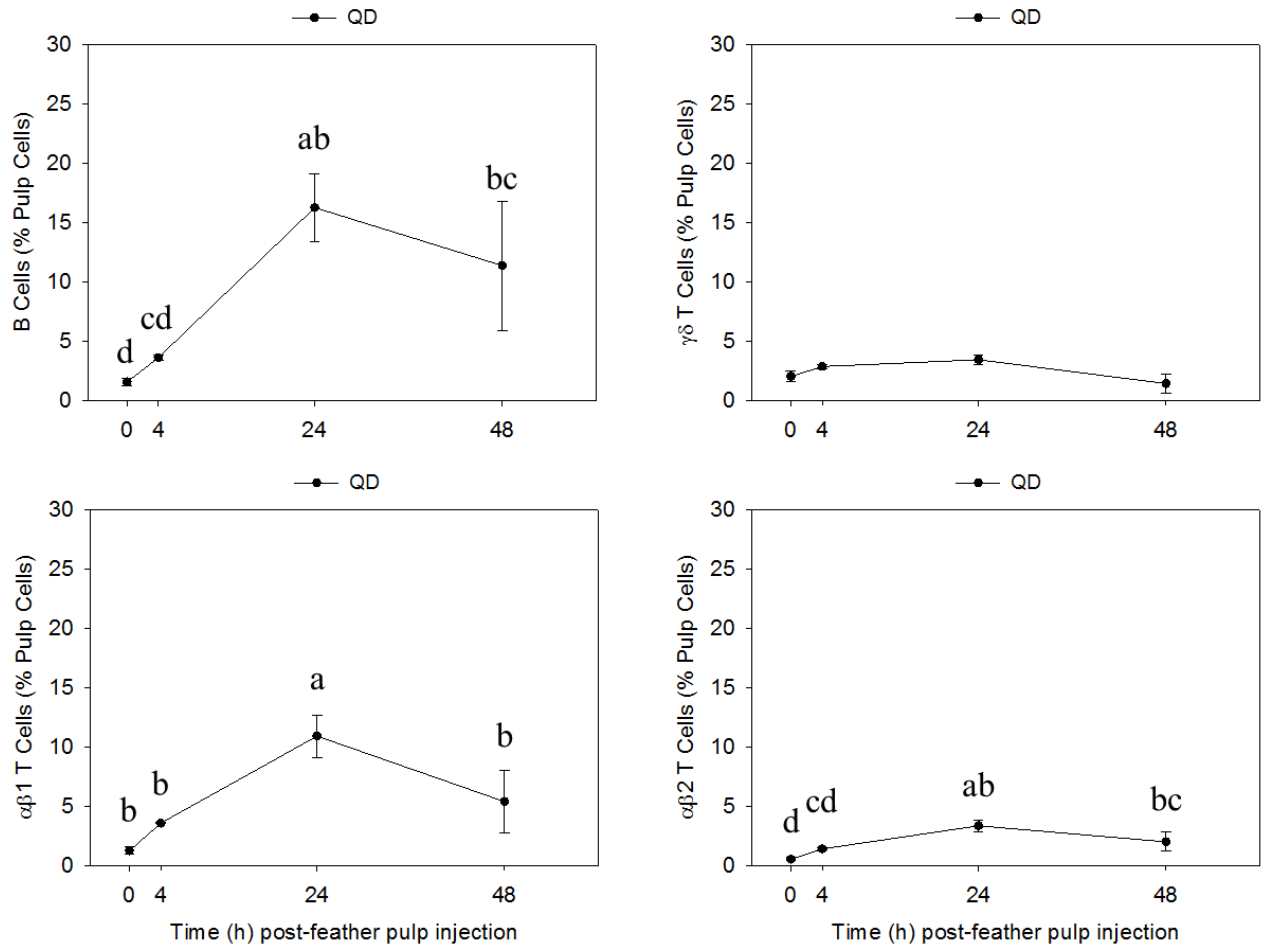 QD
B Cells (% Pulp Cells)
30
25
20
15
10
5
0
d
cd
ab
bc
0 4 24 48
QD
γδ T Cells (% Pulp Cells)
30
25
20
15
10
5
0
0 4 24 48
QD
αβ1 T Cells (% Pulp Cells)
30
25
20
15
10
5
0
b
b
a
b
0 4 24 48
Time (h) post-feather pulp injection
QD
αβ2 T Cells (% Pulp Cells)
30
25
20
15
10
5
0
d
cd
ab
bc
0 4 24 48
Time (h) post-feather pulp injection